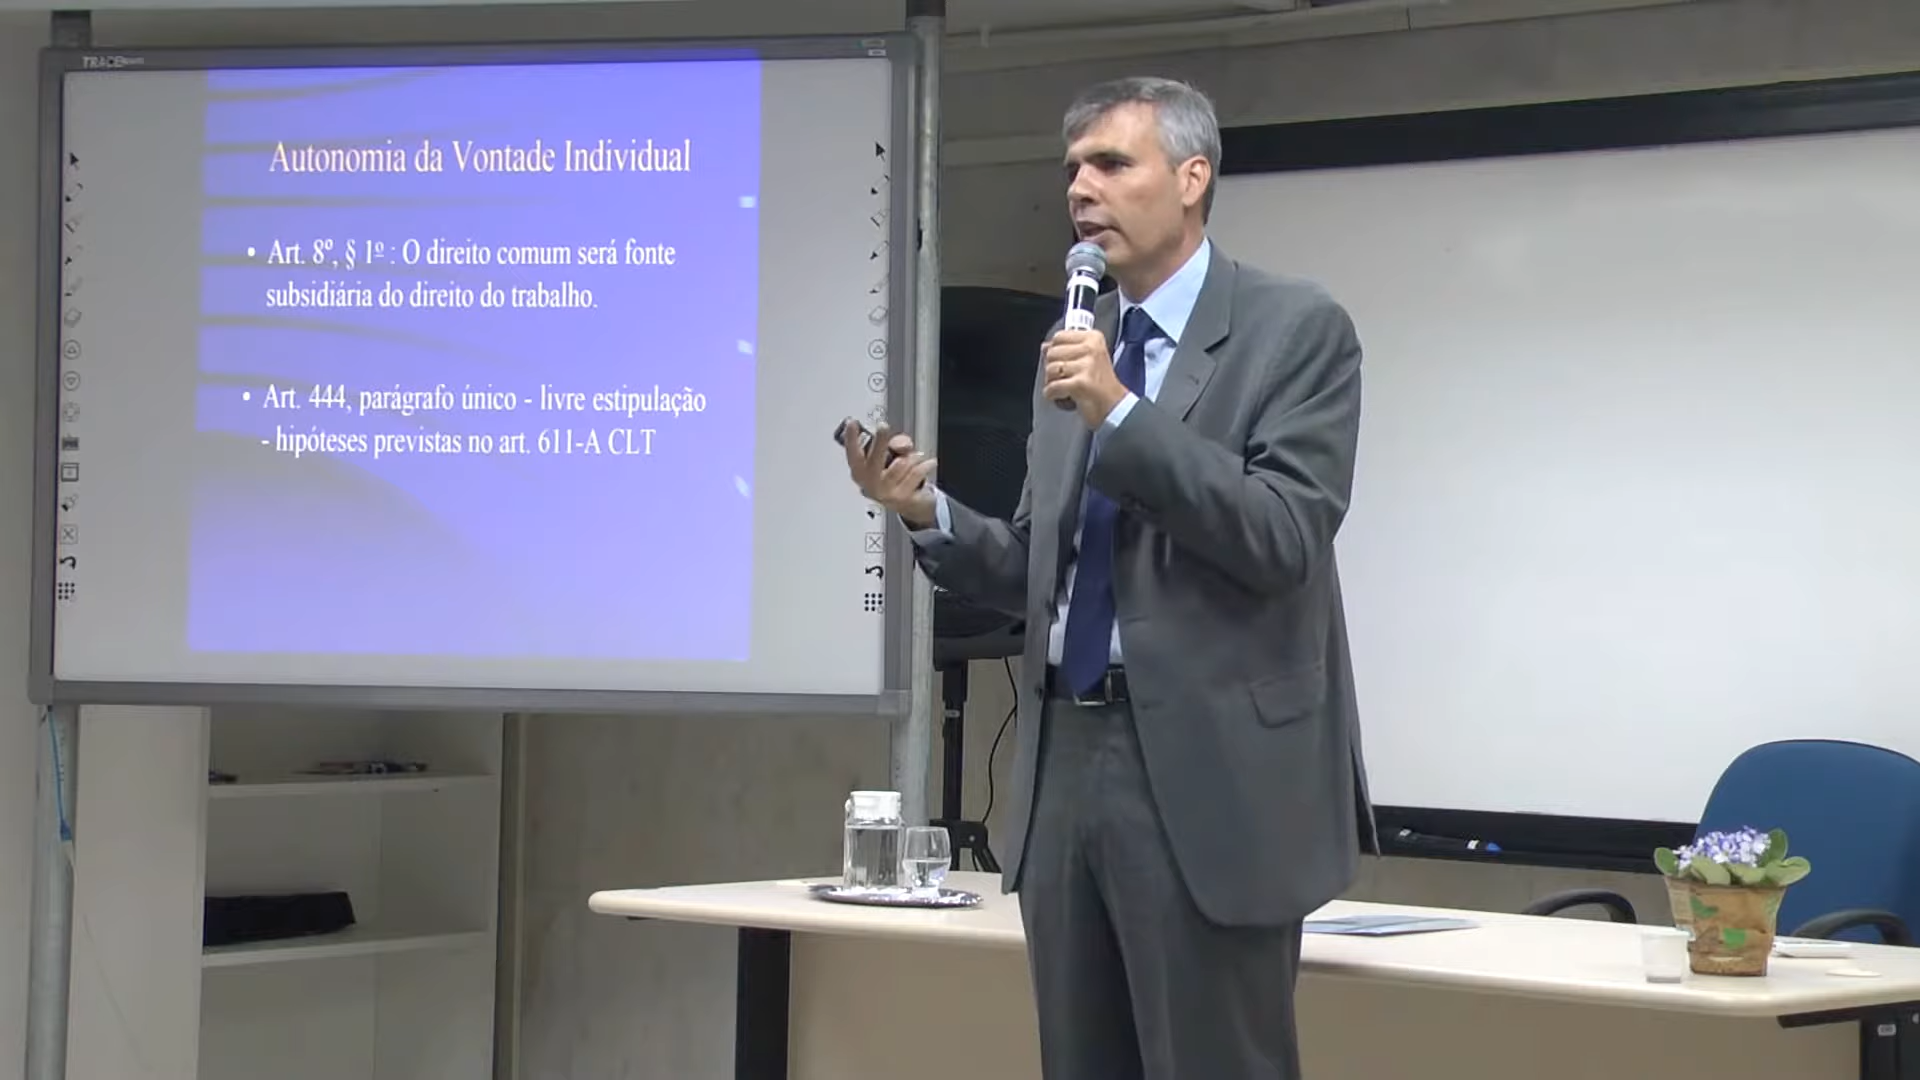 TRACE
Autonomia da Vontade Individual
• Art. 8º, § 1º : O direito comum será fonte
subsidiária do direito do trabalho.
• Art. 444, parágrafo único - livre estipulação
- hipóteses previstas no art. 611-A CLT